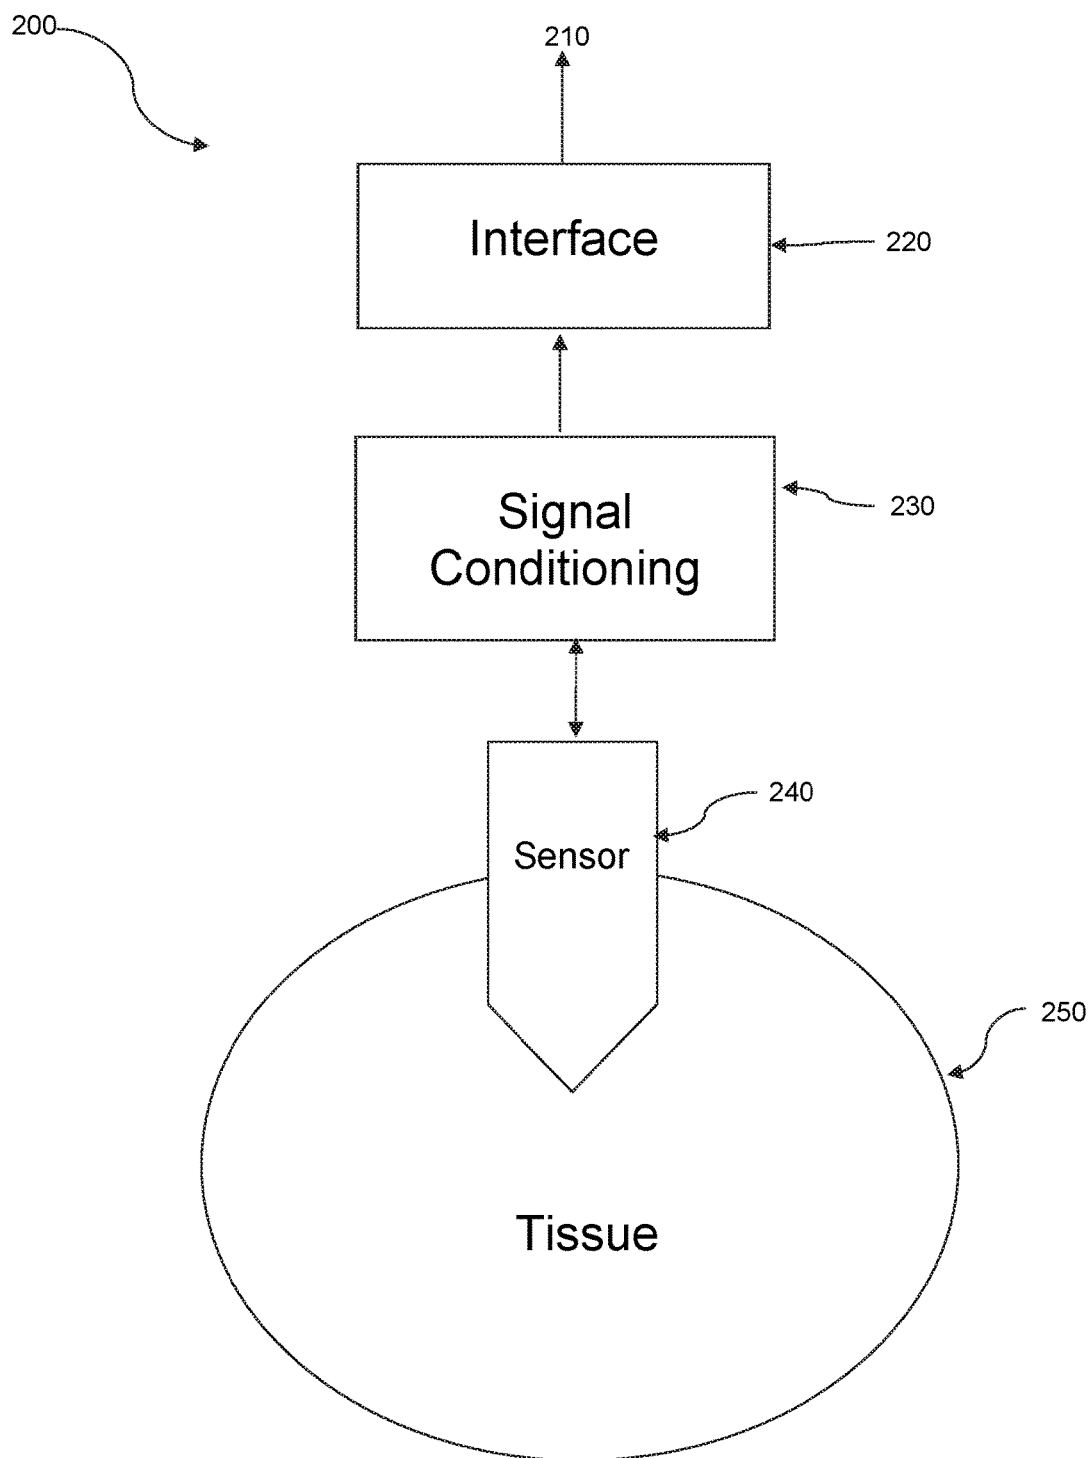 200
210
Interface
220
Signal
Conditioning
230
240
Sensor
250
Tissue